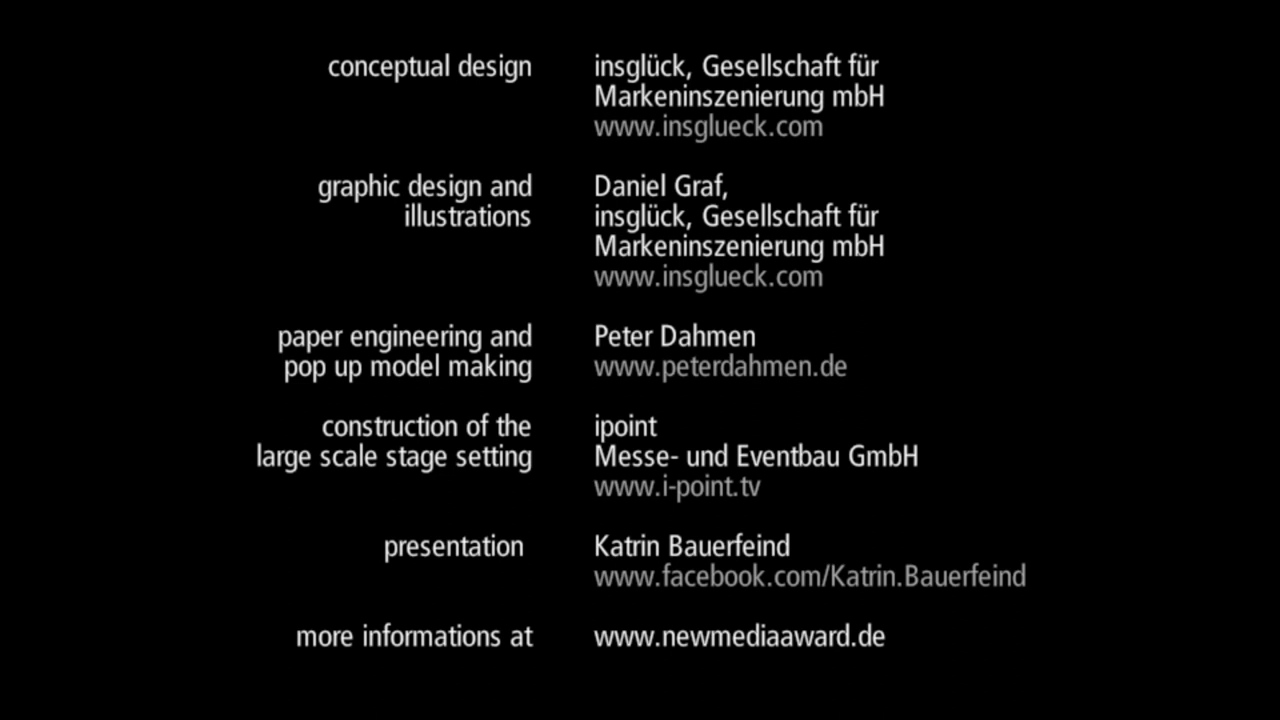 conceptual design insglück, Gesellschaft für
Markeninszenierung mbH
www.insglueck.com
graphic design and Daniel Graf,
illustrations insglück, Gesellschaft für
Markeninszenierung mbH
www.insglueck.com
paper engineering and Peter Dahmen
pop up model making www.peterdahmen.de
construction of the ipoint
large scale stage setting Messe- und Eventbau GmbH
www.i-point.tv
presentation Katrin Bauerfeind
www.facebook.com/Katrin.Bauerfeind
more informations at www.newmediaaward.de